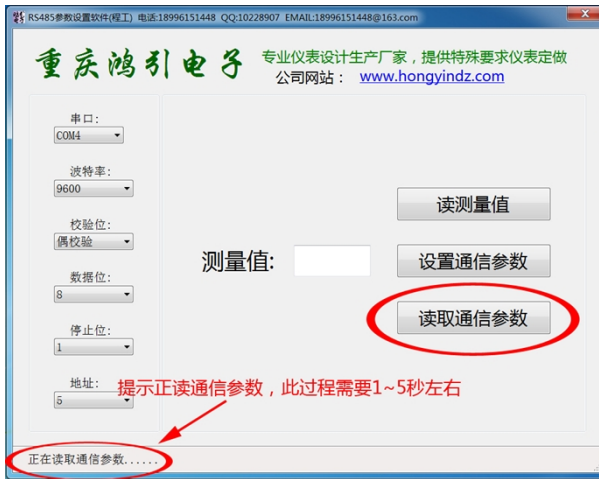 RS485参数设置软件(程工) 电话:18996151448 QQ:10228907 EMAIL:18996151448@163.com
重庆鸿引电子
专业仪表设计生产厂家，提供特殊要求仪表定做
公司网站： www.hongyindz.com
串口:
COM4
波特率:
9600
校验位:
偶校验
数据位:
8
停止位:
1
地址:
5
测量值:
读测量值
设置通信参数
读取通信参数
提示正读通信参数，此过程需要1~5秒左右
正在读取通信参数......